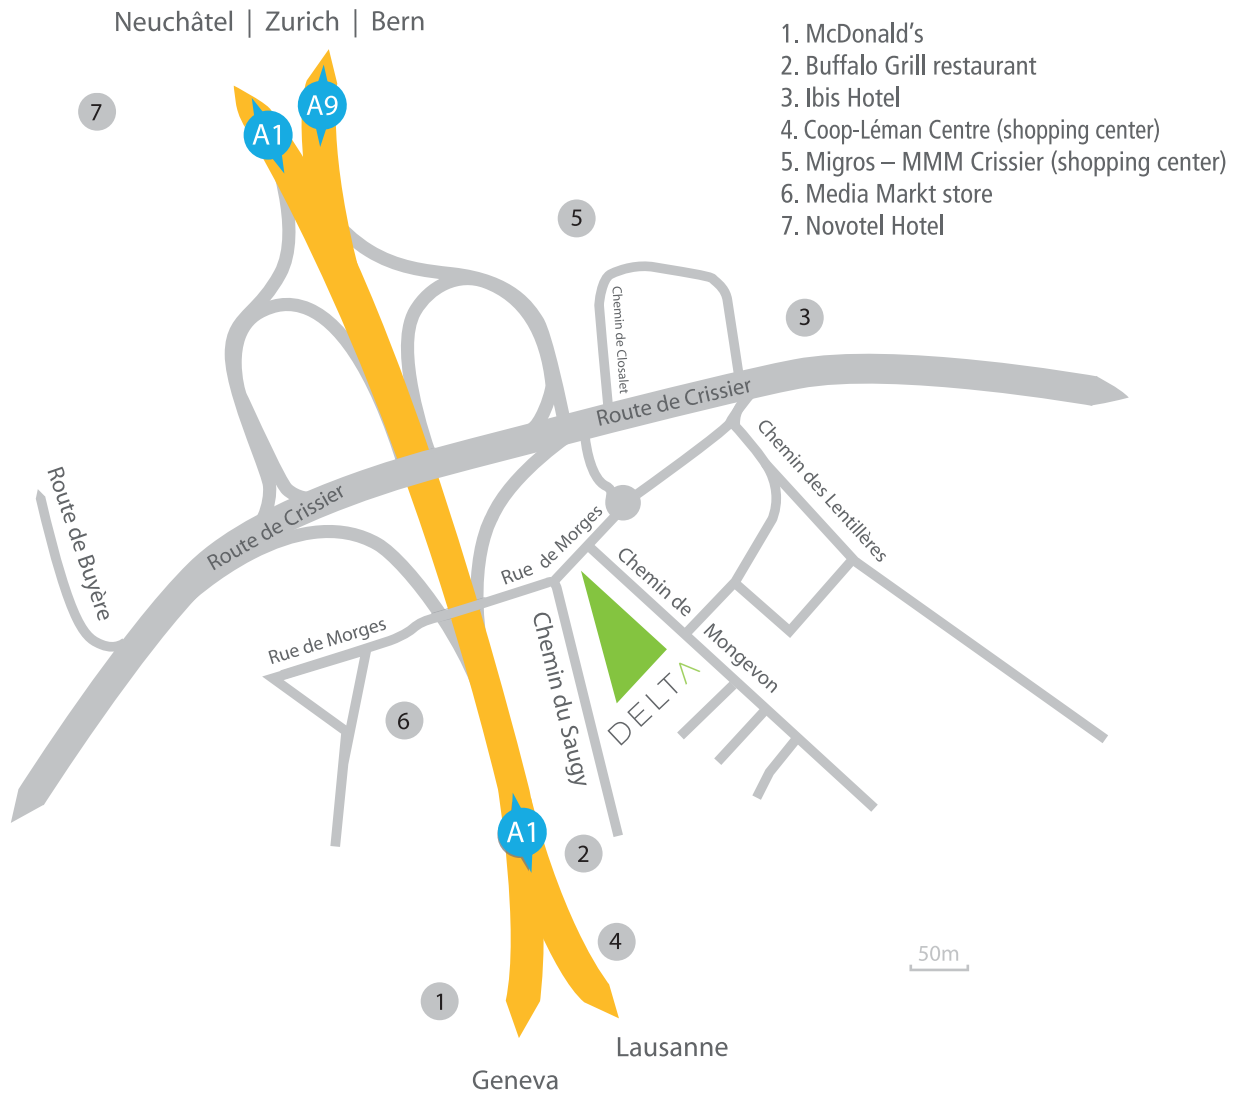 Neuchâtel | Zurich | Bern
1. McDonald's
2. Buffalo Grill restaurant
3. Ibis Hotel
4. Coop-Léman Centre (shopping center)
5. Migros – MMM Crissier (shopping center)
6. Media Markt store
7. Novotel Hotel
A9
A1
7
5
3
Chemin de Closalet
Route de Crissier
Chemin des Lentillères
Route de Buyère
Route de Crissier
Rue de Morges
Chemin de
Mongevon
Rue de Morges
Chemin du Saugy
DELTA
6
A1
2
4
50m
1
Lausanne
Geneva